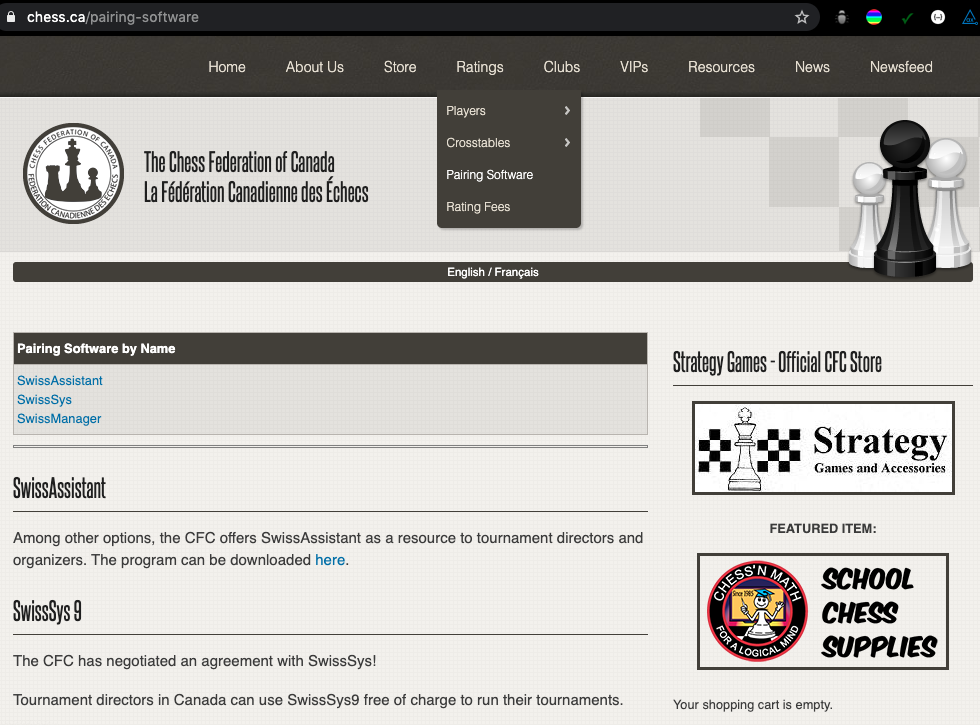 chess.ca/pairing-software
Home About Us Store Ratings Clubs VIPs Resources News Newsfeed
Players
Crosstables
Pairing Software
Rating Fees
CHESS FEDERATION OF CANADA
FEDERATION CANADIENNE DES ECHECS
The Chess Federation of Canada
La Fédération Canadienne des Échecs
English / Français
Pairing Software by Name
SwissAssistant
SwissSys
SwissManager
SwissAssistant
Among other options, the CFC offers SwissAssistant as a resource to tournament directors and
organizers. The program can be downloaded here.
SwissSys 9
The CFC has negotiated an agreement with SwissSys!
Tournament directors in Canada can use SwissSys9 free of charge to run their tournaments.
Strategy Games - Official CFC Store
Strategy
Games and Accessories
FEATURED ITEM:
CHESS'N MATH
Since 1985
FOR A LOGICAL MIND
SCHOOL
CHESS
SUPPLIES
Your shopping cart is empty.